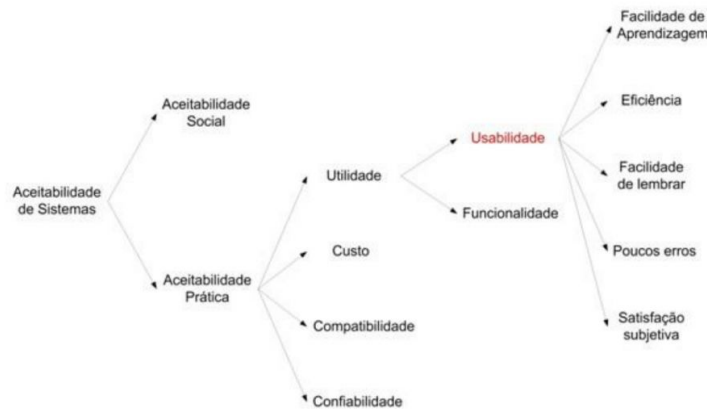 Aceitabilidade
de Sistemas
Aceitabilidade
Social
Aceitabilidade
Prática
Utilidade
Custo
Compatibilidade
Confiabilidade
Usabilidade
Funcionalidade
Facilidade de
Aprendizagem
Eficiência
Facilidade
de lembrar
Poucos erros
Satisfação
subjetiva